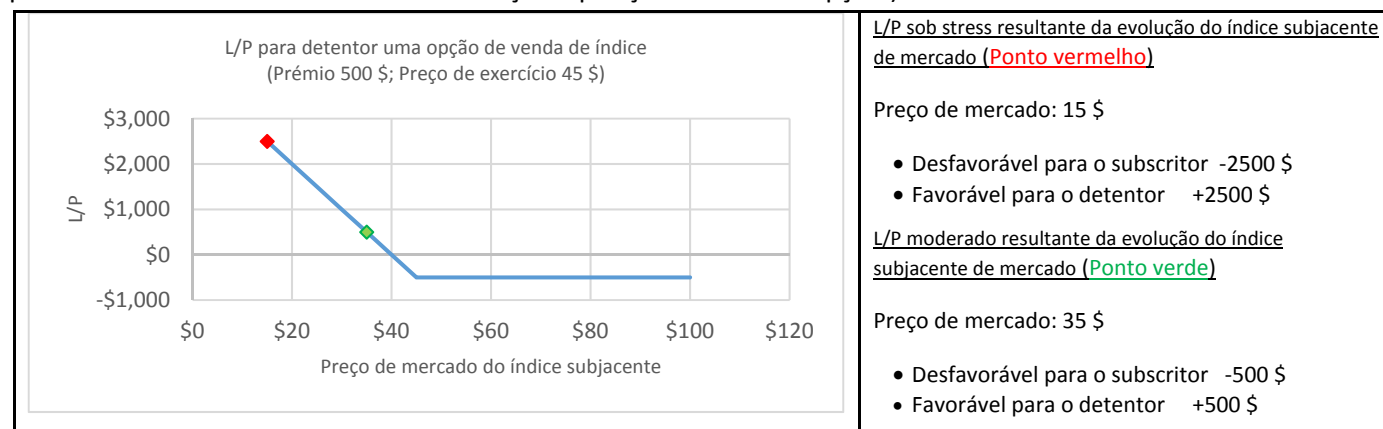 L/P para detentor uma opção de venda de índice
(Prémio 500 $; Preço de exercício 45 $)
$3,000
$2,000
$1,000
$0
-$1,000
L/P
$0 $20 $40 $60 $80 $100 $120
Preço de mercado do índice subjacente
L/P sob stress resultante da evolução do índice subjacente
de mercado (Ponto vermelho)
Preço de mercado: 15 $
• Desfavorável para o subscritor -2500 $
• Favorável para o detentor +2500 $
L/P moderado resultante da evolução do índice
subjacente de mercado (Ponto verde)
Preço de mercado: 35 $
• Desfavorável para o subscritor -500 $
• Favorável para o detentor +500 $